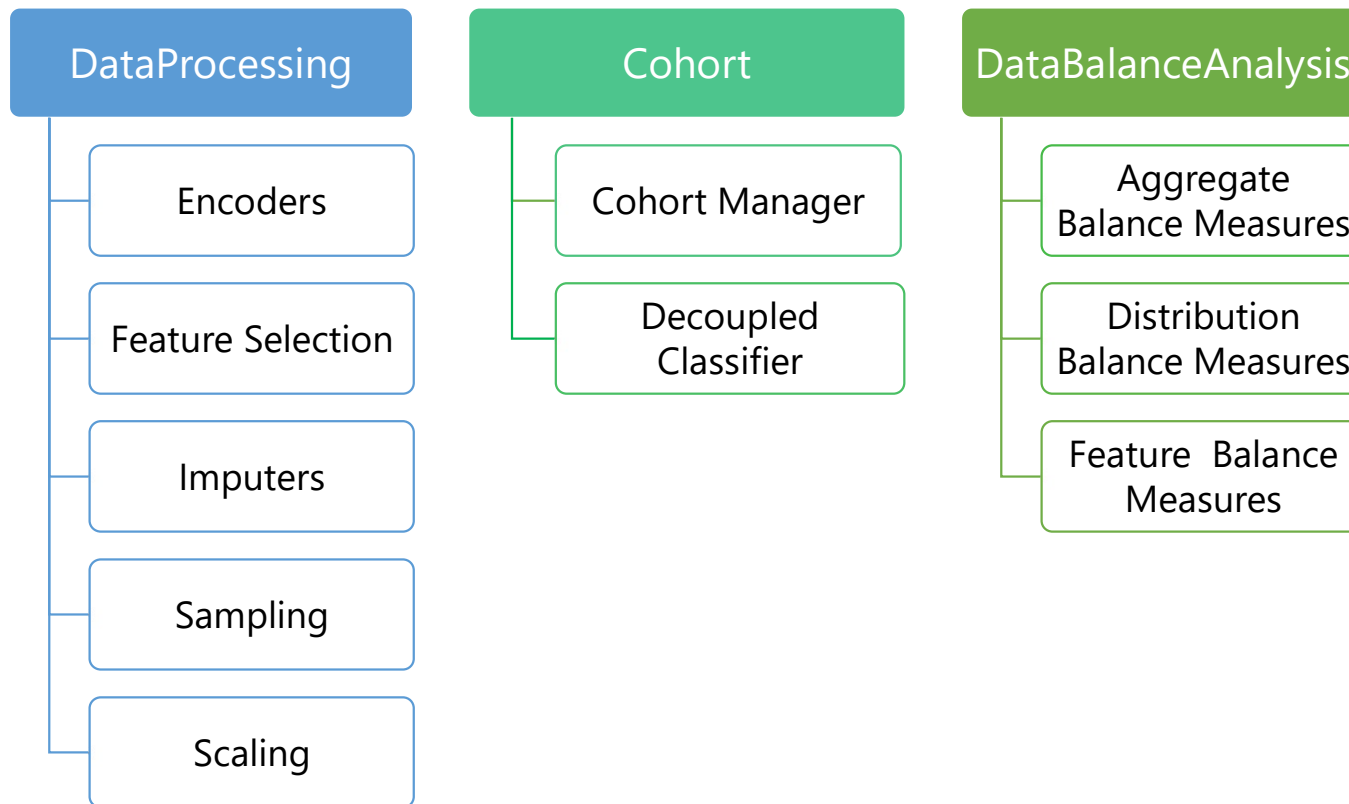 DataProcessing
Encoders
Feature Selection
Imputers
Sampling
Scaling
Cohort
Cohort Manager
Decoupled
Classifier
DataBalanceAnalysis
Aggregate
Balance Measures
Distribution
Balance Measures
Feature  Balance
Measures